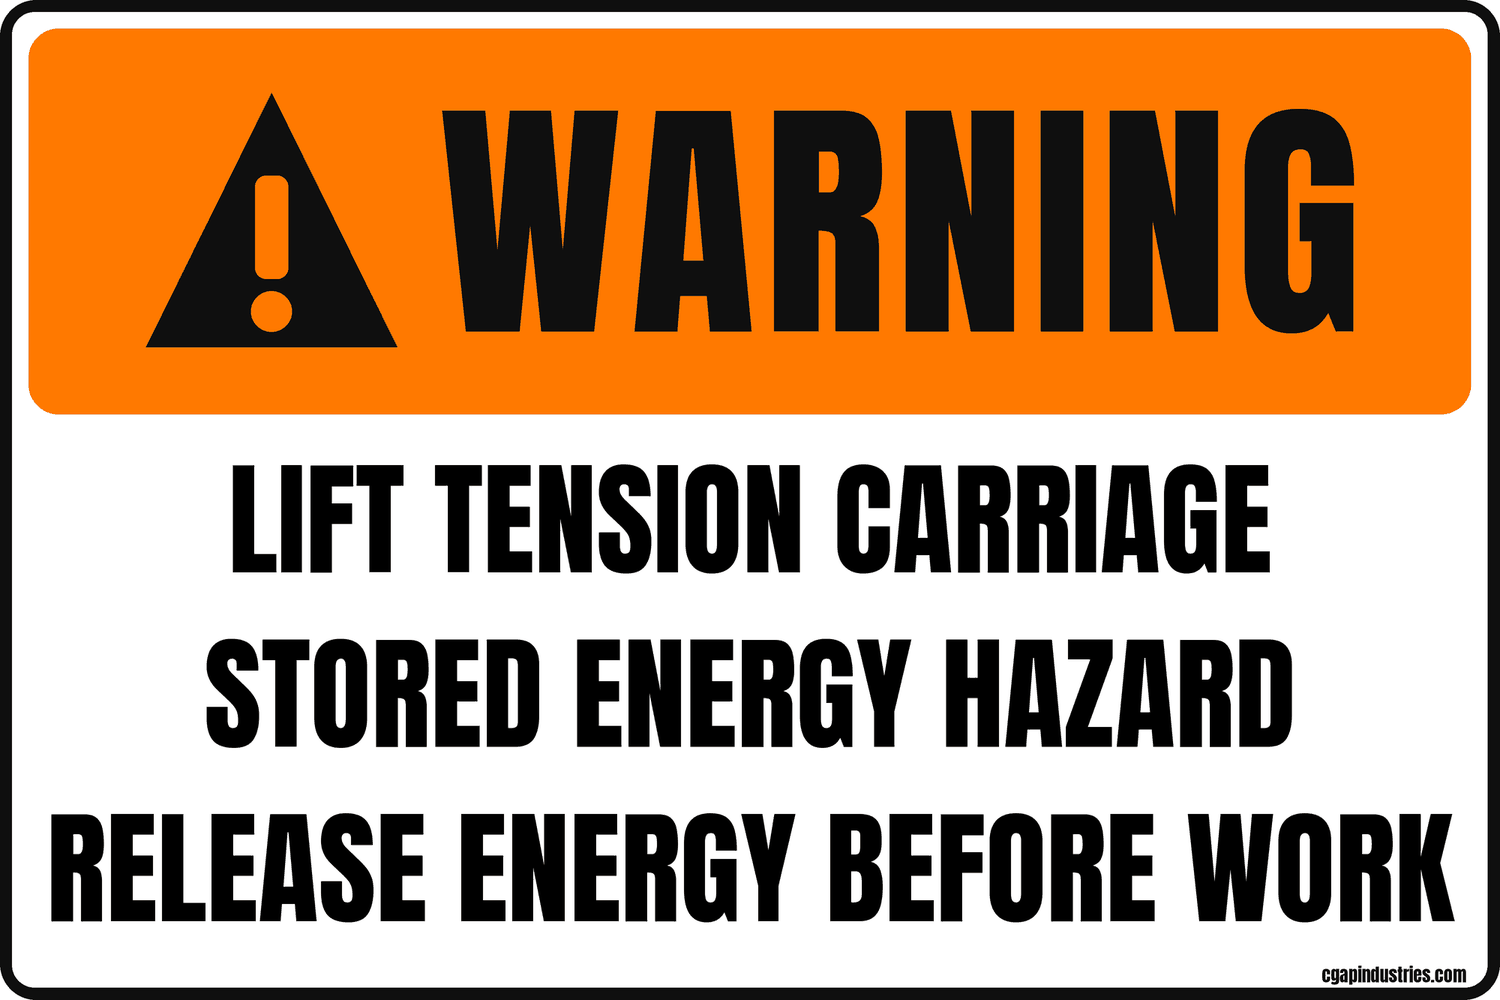 WARNING
LIFT TENSION CARRIAGE
STORED ENERGY HAZARD
RELEASE ENERGY BEFORE WORK
cgapindustries.com